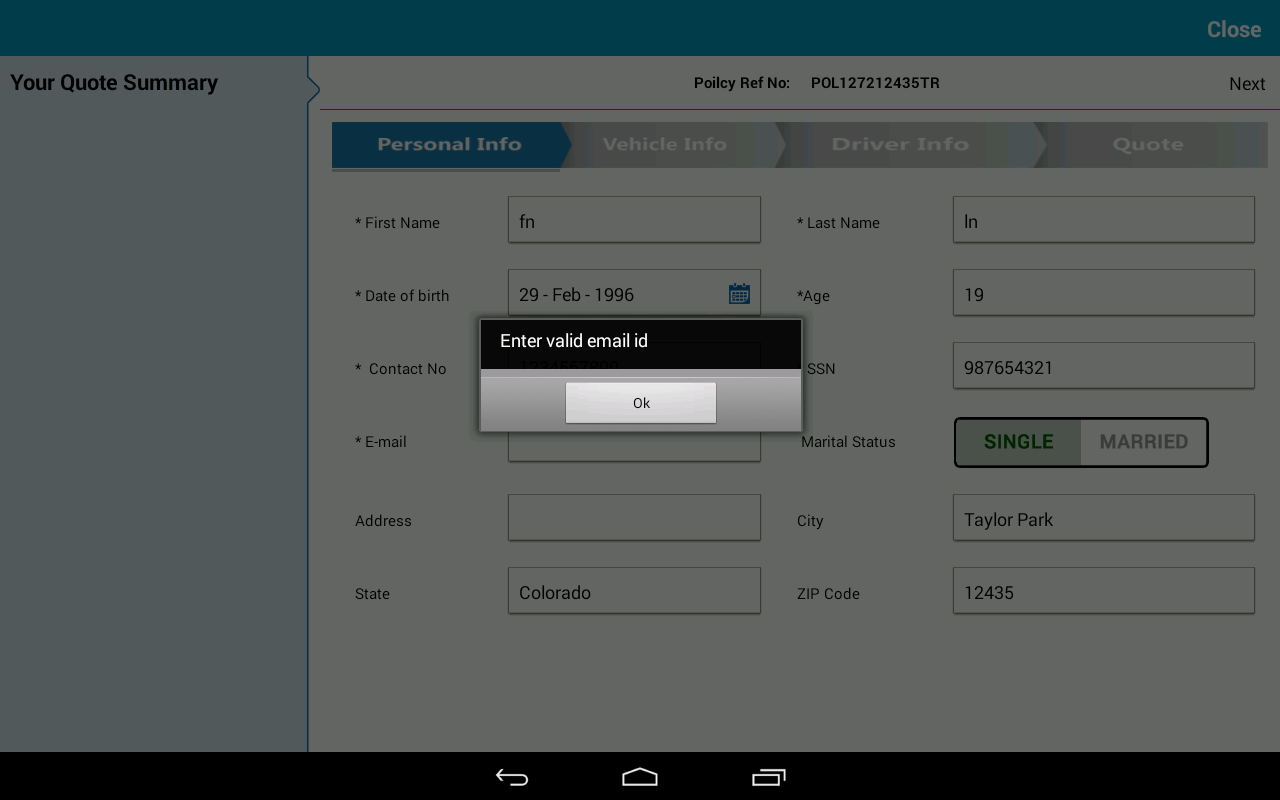 Close
Your Quote Summary
Poilcy Ref No: POL127212435TR
Next
Personal Info
Vehicle Info
Driver Info
Quote
* First Name
fn
* Last Name
ln
* Date of birth
29 - Feb - 1996
*Age
19
Enter valid email id
* Contact No
SSN
987654321
Ok
* E-mail
Marital Status
SINGLE
MARRIED
Address
City
Taylor Park
State
Colorado
ZIP Code
12435